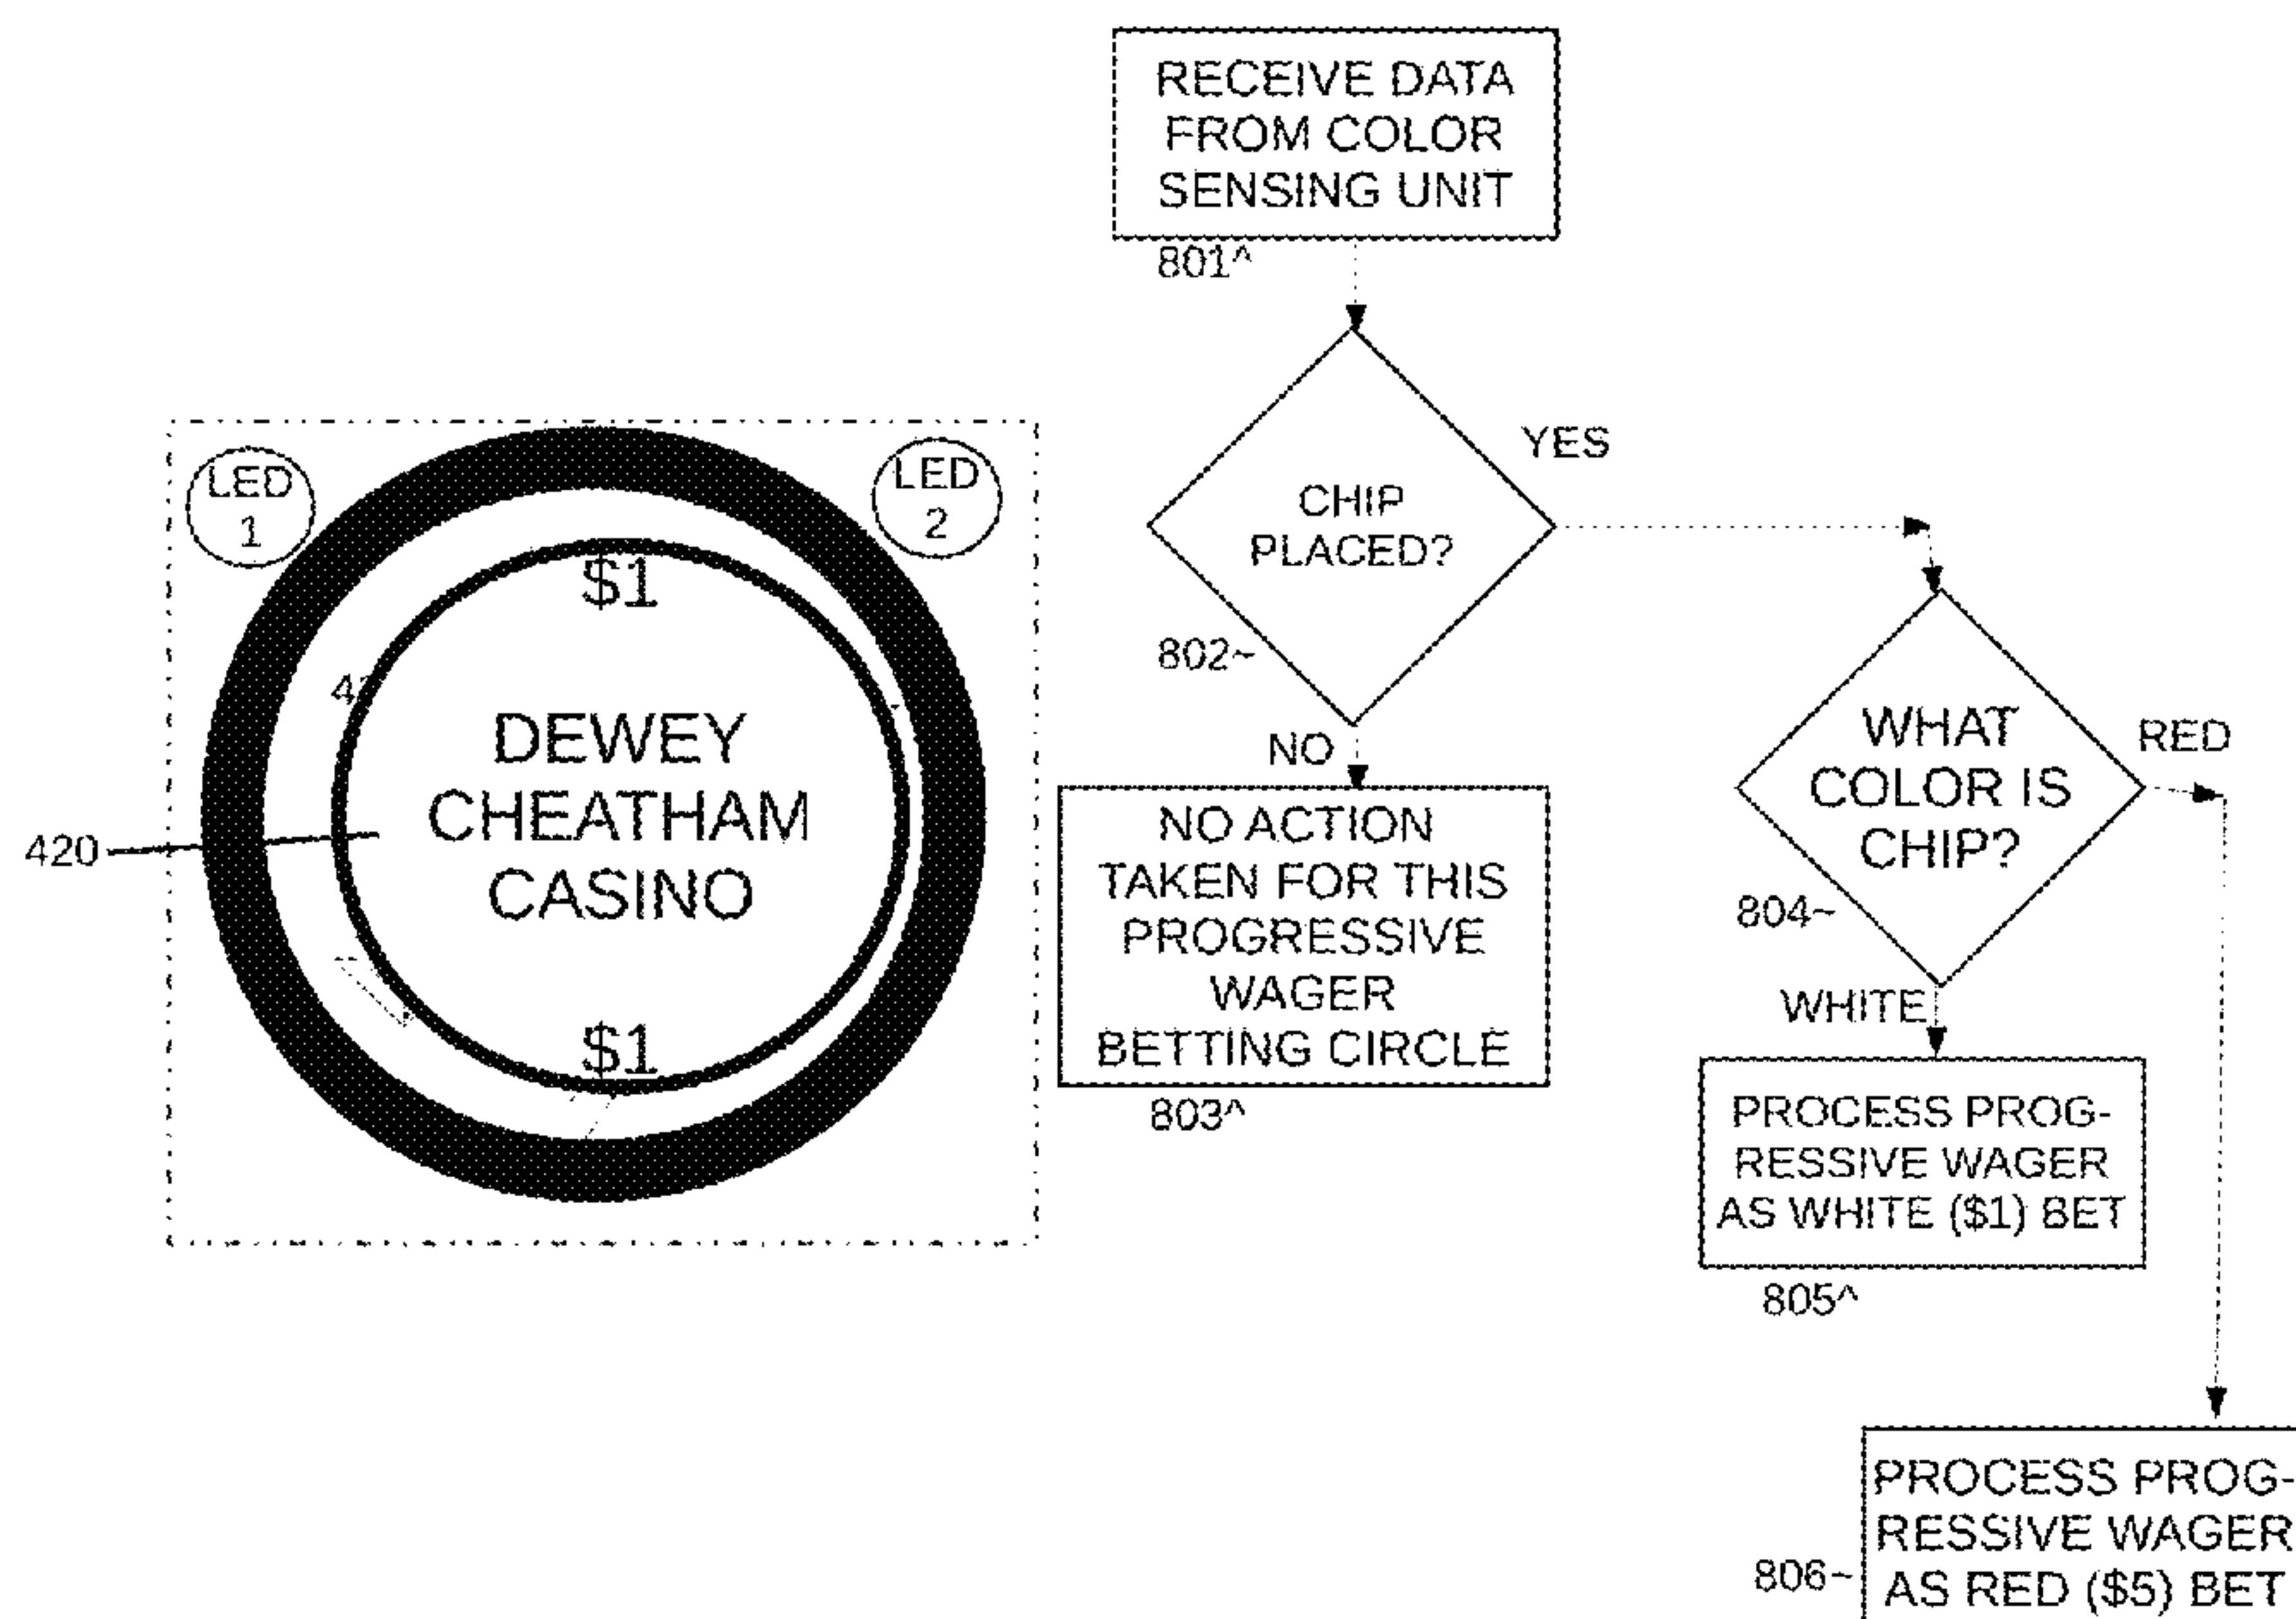 RECEIVE DATA
FROM COLOR
SENSING UNIT
801^
CHIP
PLACED?
YES
802~
NO
NO ACTION
TAKEN FOR THIS
PROGRESSIVE
WAGER
BETTING CIRCLE
803^
LED
1
LED
2
$1
DEWEY
CHEATHAM
CASINO
$1
420
WHAT
COLOR IS
CHIP?
RED
804~
WHITE
PROCESS PROG-
RESSIVE WAGER
AS WHITE ($1) BET
805^
PROCESS PROG-
RESSIVE WAGER
AS RED ($5) BET
806~